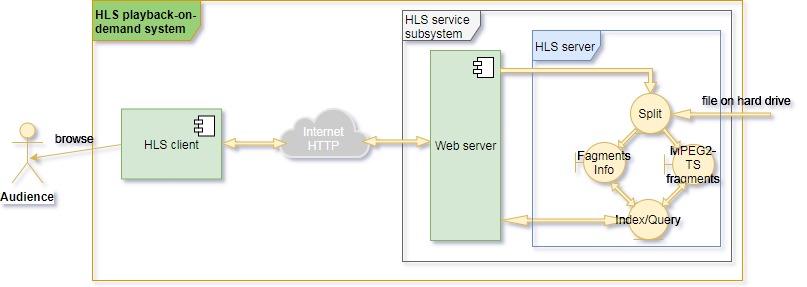 HLS playback-on-
demand system
HLS service
subsystem
HLS server
file on hard drive
Split
browse
HLS client
Internet
HTTP
Web server
Fagments
Info
MPEG2-
TS
fragments
Audience
Index/Query